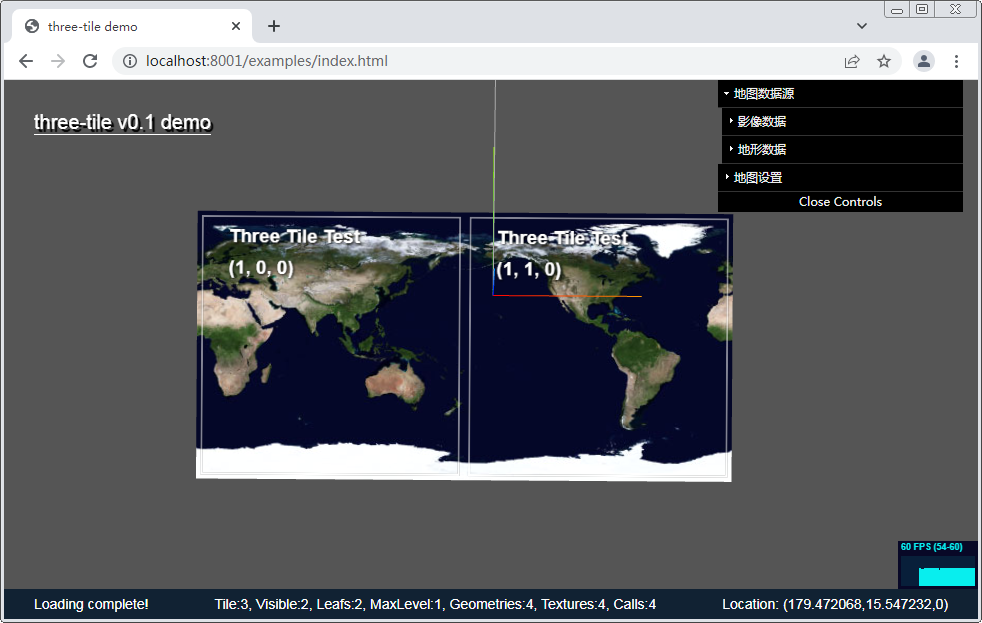 three-tile demo
localhost:8001/examples/index.html
three-tile v0.1 demo
地图数据源
影像数据
地形数据
地图设置
Close Controls
Three Tile Test
(1, 0, 0)
Three-Tile Test
(1, 1, 0)
60 FPS (54-60)
Loading complete!
Tile:3, Visible:2, Leafs:2, MaxLevel:1, Geometries:4, Textures:4, Calls:4
Location: (179.472068,15.547232,0)